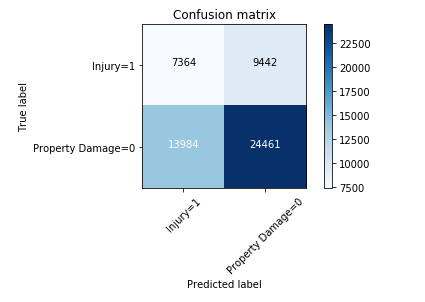 Confusion matrix
True label
Injury=1
Property Damage=0
7364 9442
13984 24461
Injury=1
Property Damage=0
Predicted label
22500
20000
17500
15000
12500
10000
7500